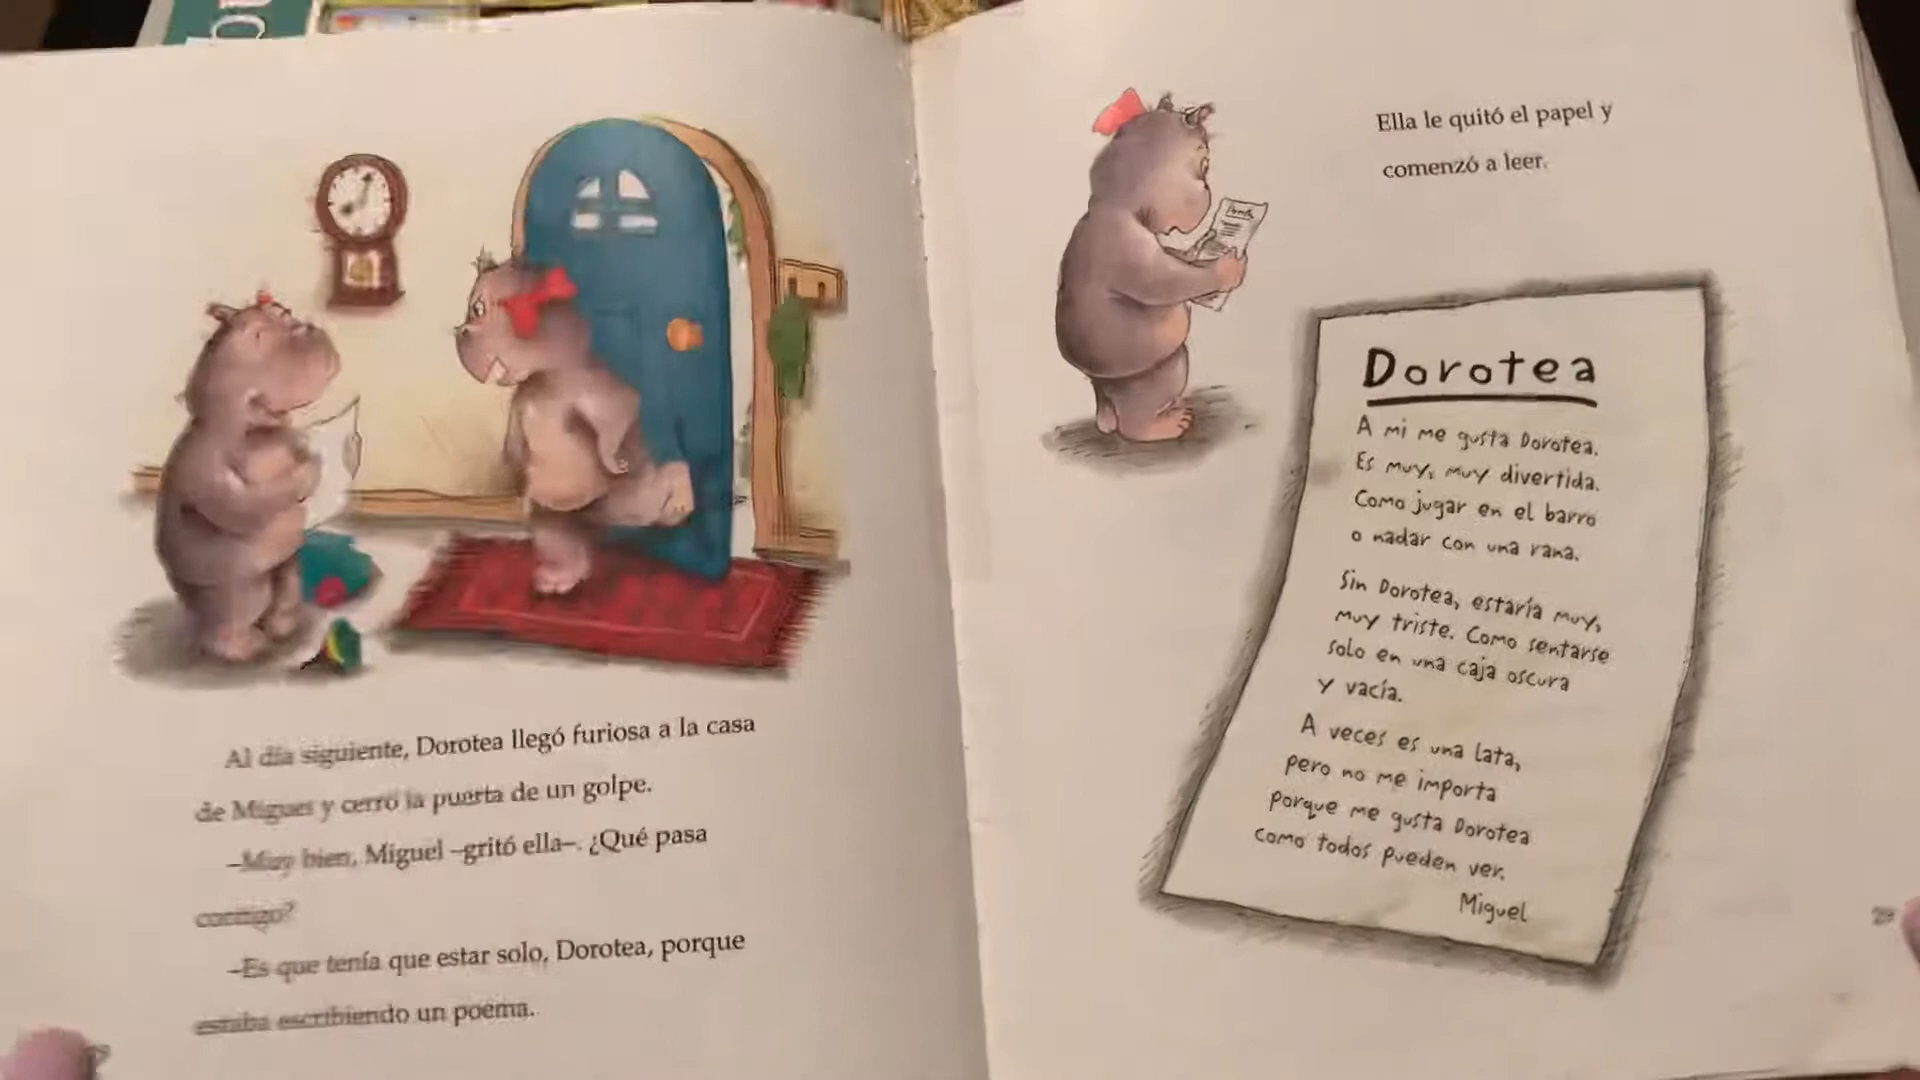 Al día siguiente, Dorotea llegó furiosa a la casa
de Miguel y cerró la puerta de un golpe.
–Muy bien, Miguel –gritó ella–. ¿Qué pasa
conmigo?
–Es que tenía que estar solo, Dorotea, porque
estaba escribiendo un poema.
Ella le quitó el papel y
comenzó a leer.
Dorotea
A mi me gusta Dorotea.
Es muy, muy divertida.
Como jugar en el barro
o nadar con una rana.
Sin Dorotea, estaría muy,
muy triste. Como sentarse
solo en una caja oscura
y vacía.
A veces es una lata,
pero no me importa
porque me gusta Dorotea
como todos pueden ver.
Miguel